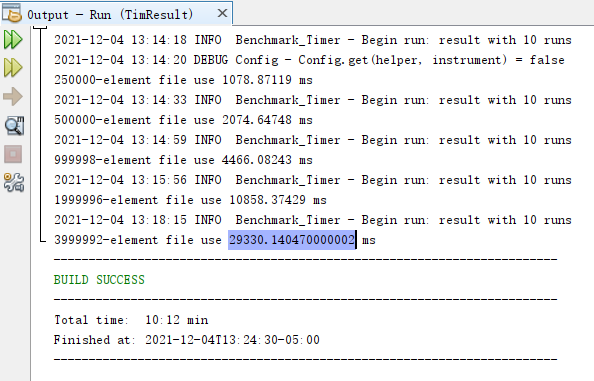 Output - Run (TimResult)
2021-12-04 13:14:18 INFO  Benchmark_Timer - Begin run: result with 10 runs
2021-12-04 13:14:20 DEBUG Config - Config.get(helper, instrument) = false
250000-element file use 1078.87119 ms
2021-12-04 13:14:33 INFO  Benchmark_Timer - Begin run: result with 10 runs
500000-element file use 2074.64748 ms
2021-12-04 13:14:59 INFO  Benchmark_Timer - Begin run: result with 10 runs
999998-element file use 4466.08243 ms
2021-12-04 13:15:56 INFO  Benchmark_Timer - Begin run: result with 10 runs
1999996-element file use 10858.37429 ms
2021-12-04 13:18:15 INFO  Benchmark_Timer - Begin run: result with 10 runs
3999992-element file use 29330.140470000002 ms
------------------------------------------------------------------------
BUILD SUCCESS
------------------------------------------------------------------------
Total time:  10:12 min
Finished at: 2021-12-04T13:24:30-05:00
------------------------------------------------------------------------